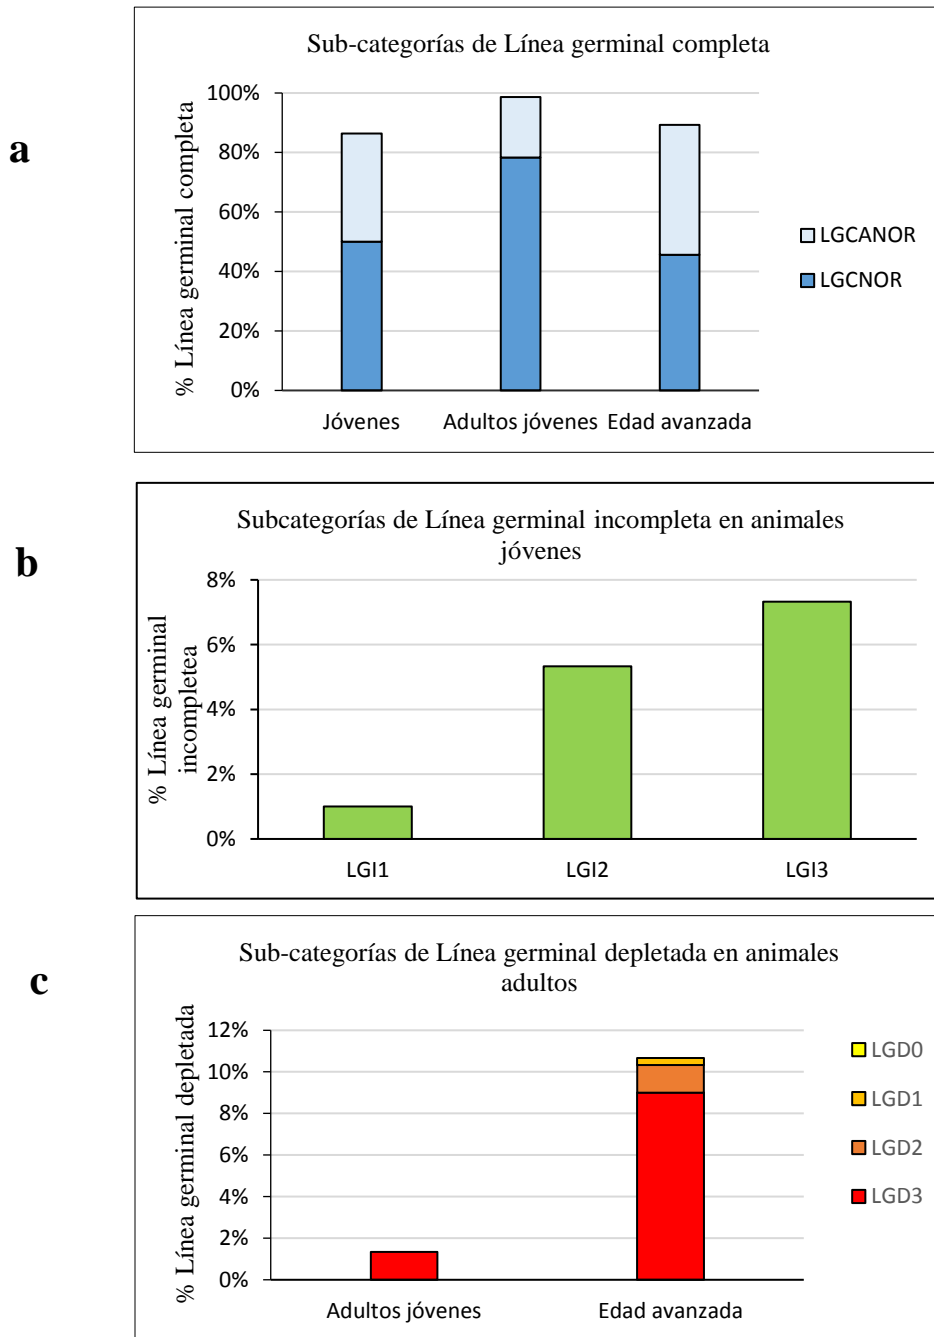 a
Sub-categorías de Línea germinal completa
% Línea germinal completa
100%
80%
60%
40%
20%
0%
Jóvenes
Adultos jóvenes
Edad avanzada
LGCANOR
LGCNOR
b
Subcategorías de Línea germinal incompleta en animales
jóvenes
% Línea germinal
incompletea
8%
6%
4%
2%
0%
LGI1
LGI2
LGI3
c
Sub-categorías de Línea germinal depletada en animales
adultos
% Línea germinal depletada
12%
10%
8%
6%
4%
2%
0%
Adultos jóvenes
Edad avanzada
LGD0
LGD1
LGD2
LGD3